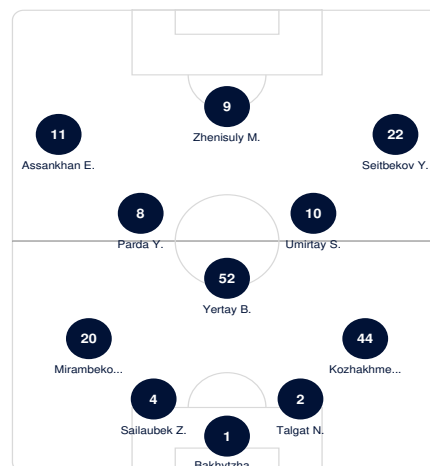 9
Zhenisuly M.
11
Assankhan E.
22
Seitbekov Y.
8
Parda Y.
10
Umirtay S.
52
Yertay B.
20
Mirambeko...
44
Kozhakhme...
4
Sailaubek Z.
2
Talgat N.
1
Bakhytzha...